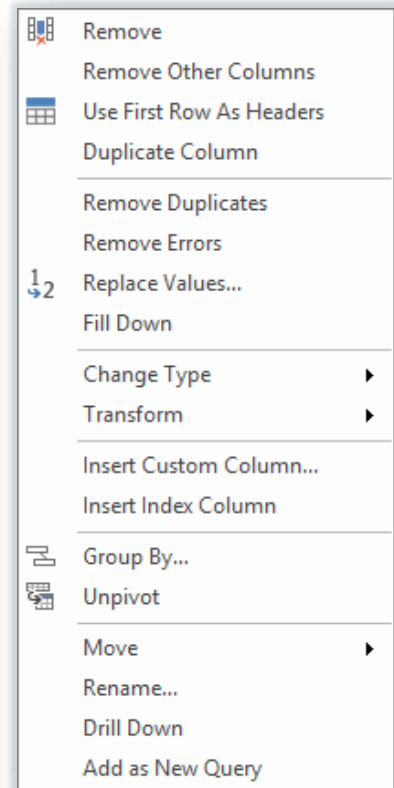 Remove
Remove Other Columns
Use First Row As Headers
Duplicate Column
Remove Duplicates
Remove Errors
1
2
Replace Values...
Fill Down
Change Type
Transform
Insert Custom Column...
Insert Index Column
Group By...
Unpivot
Move
Rename...
Drill Down
Add as New Query